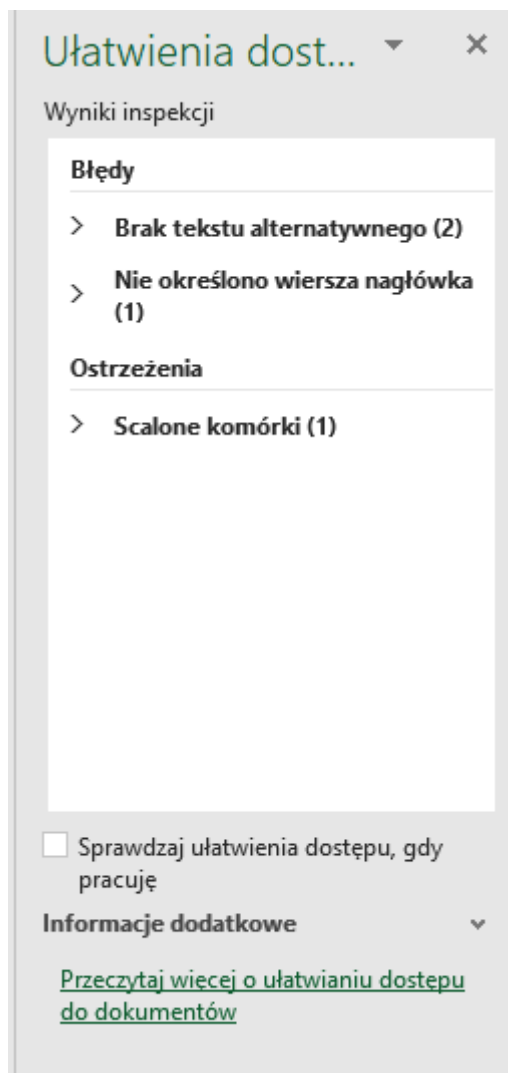 Ułatwienia dost...
Wyniki inspekcji
Błędy
Brak tekstu alternatywnego (2)
Nie określono wiersza nagłówka
(1)
Ostrzeżenia
Scalone komórki (1)
Sprawdzaj ułatwienia dostępu, gdy
pracuję
Informacje dodatkowe
Przeczytaj więcej o ułatwianiu dostępu
do dokumentów